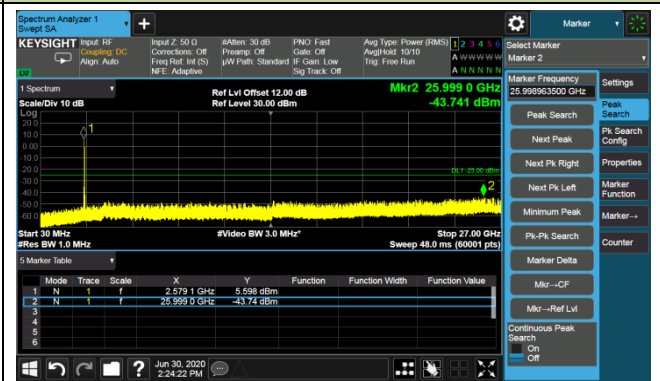 Spectrum Analyzer 1
Swept SA
+
Marker
KEYSIGHT
Input: RF
Coupling: DC
Align: Auto
Input Z: 50 Ω
Corrections: Off
Freq Ref: Int (S)
NFE: Adaptive
#Atten: 30 dB
Preamp: Off
µW Path: Standard
PNO: Fast
Gate: Off
IF Gain: Low
Sig Track: Off
Avg Type: Power (RMS)
Avg|Hold: 10/10
Trig: Free Run
1 2 3 4 5 6
A W W W W W
A N N N N N
Select Marker
Marker 2
1 Spectrum
Scale/Div 10 dB
Ref Lvl Offset 12.00 dB
Ref Level 30.00 dBm
Mkr2 25.999 0 GHz
-43.741 dBm
Log
20.0
10.0
0.00
-10.0
-20.0
-30.0
-40.0
-50.0
-60.0
1
DL1 -25.00 dBm
2
Start 30 MHz
#Res BW 1.0 MHz
#Video BW 3.0 MHz*
Stop 27.00 GHz
Sweep 48.0 ms (60001 pts)
5 Marker Table
Mode Trace Scale X Y Function Function Width Function Value
1 N 1 f 2.579 1 GHz 5.598 dBm
2 N 1 f 25.999 0 GHz -43.74 dBm
3
4
5
6
Marker Frequency
25.998963500 GHz
Peak Search
Next Peak
Next Pk Right
Next Pk Left
Minimum Peak
Pk-Pk Search
Marker Delta
Mkr→CF
Mkr→Ref Lvl
Continuous Peak
Search
On
Off
Settings
Peak
Search
Pk Search
Config
Properties
Marker
Function
Marker→
Counter
?
Jun 30, 2020
2:24:22 PM